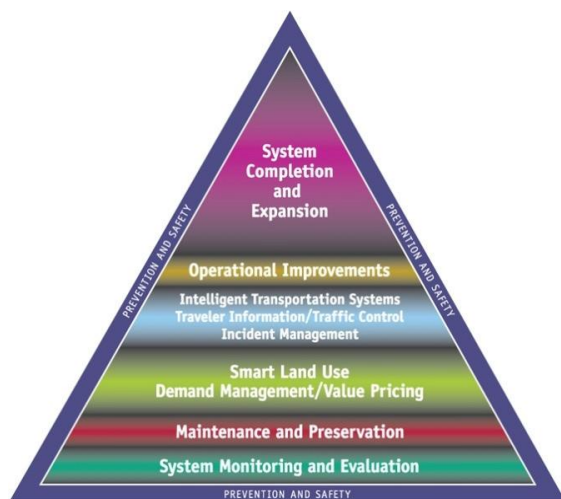 System
Completion
and
Expansion
PREVENTION AND SAFETY
PREVENTION AND SAFETY
Operational Improvements
Intelligent Transportation Systems
Traveler Information/Traffic Control
Incident Management
Smart Land Use
Demand Management/Value Pricing
Maintenance and Preservation
System Monitoring and Evaluation
PREVENTION AND SAFETY